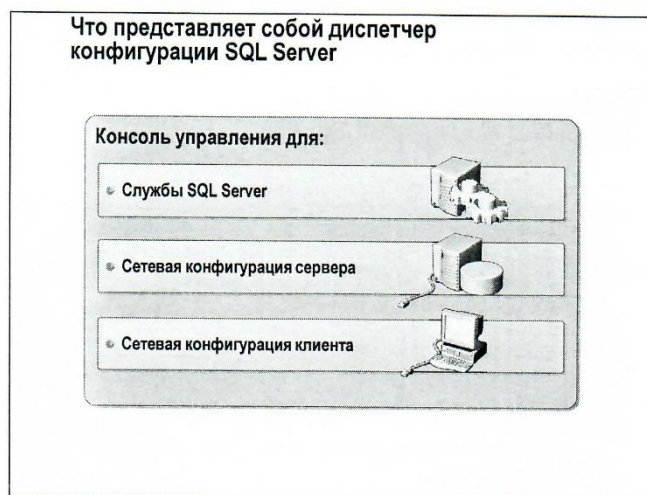 Что представляет собой диспетчер
конфигурации SQL Server
Консоль управления для:
Службы SQL Server
Сетевая конфигурация сервера
Сетевая конфигурация клиента